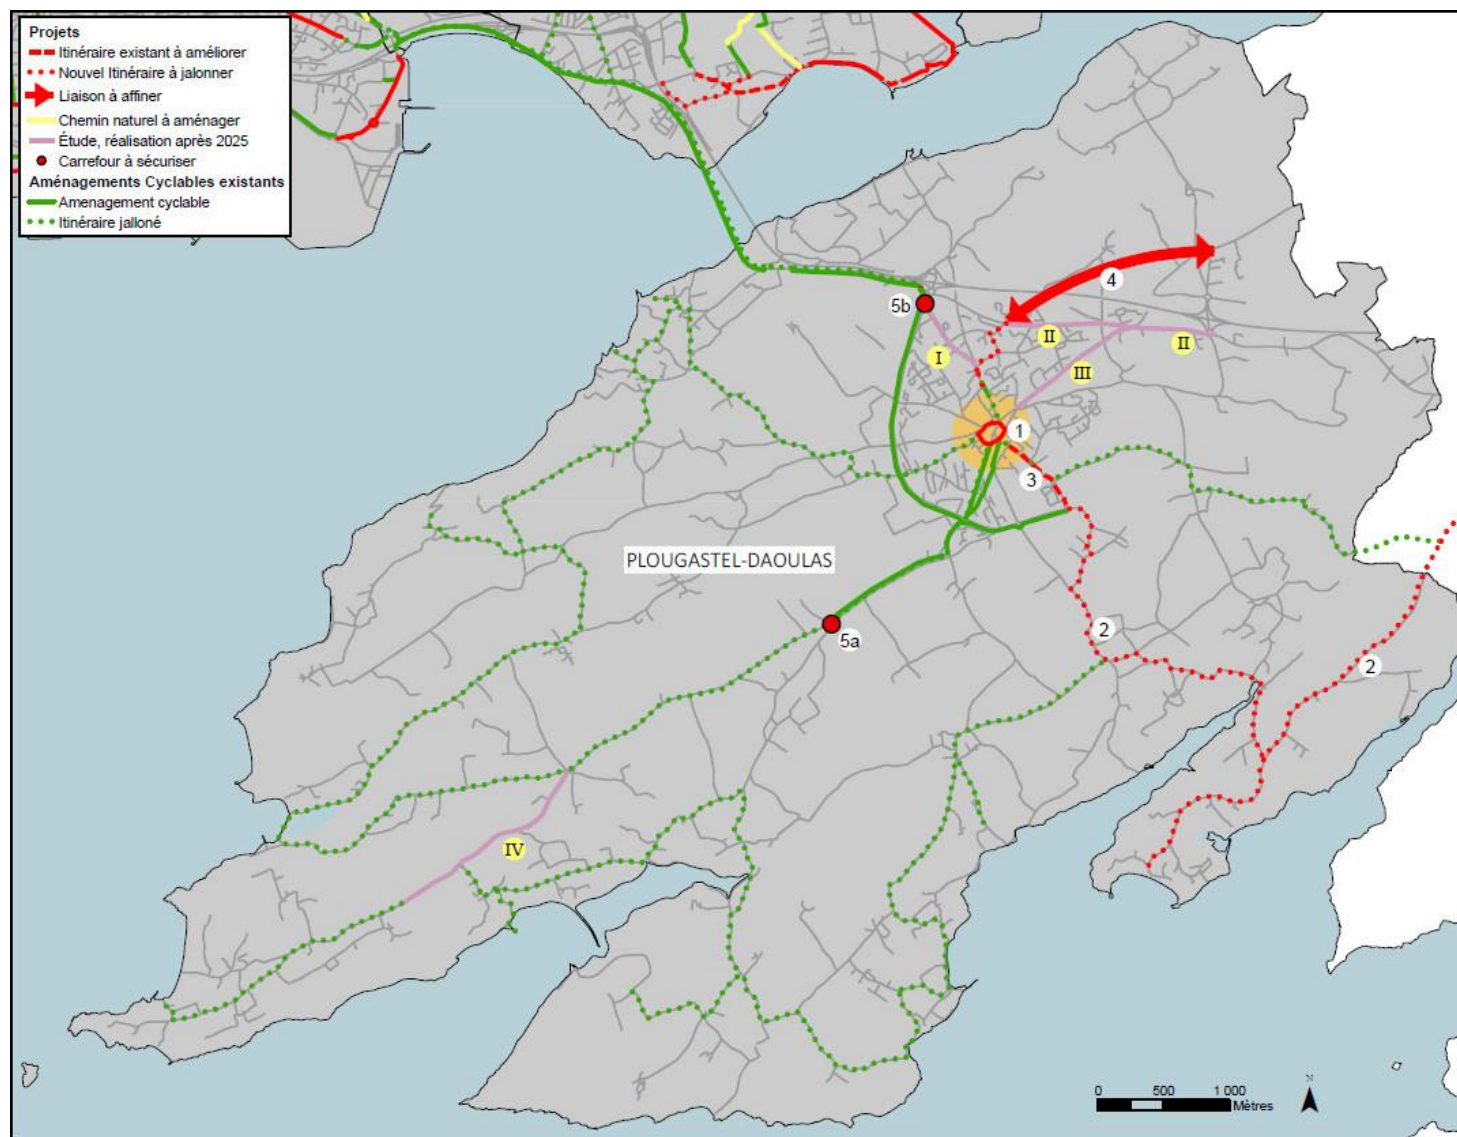 Projets
Itinéraire existant à améliorer
Nouvel Itinéraire à jalonner
Liaison à affiner
Chemin naturel à aménager
Étude, réalisation après 2025
Carrefour à sécuriser
Aménagements Cyclables existants
Amenagement cyclable
Itinéraire jalloné
4
5b
II
I
II
III
1
3
PLOUGASTEL-DAOULAS
2
5a
2
IV
N
0 500 1 000
Mètres